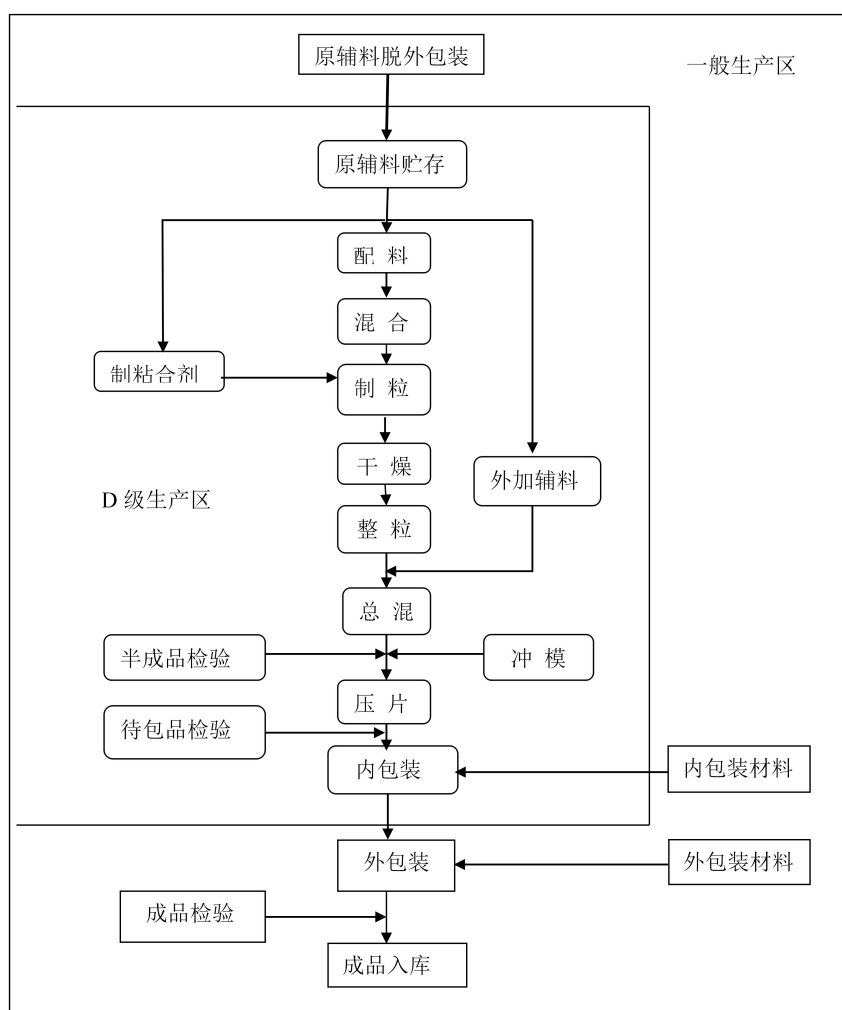 原辅料脱外包装
一般生产区
原辅料贮存
配 料
混 合
制粘合剂
制 粒
干 燥
外加辅料
D 级生产区
整 粒
总 混
半成品检验
冲 模
压 片
待包品检验
内包装
内包装材料
外包装
外包装材料
成品检验
成品入库